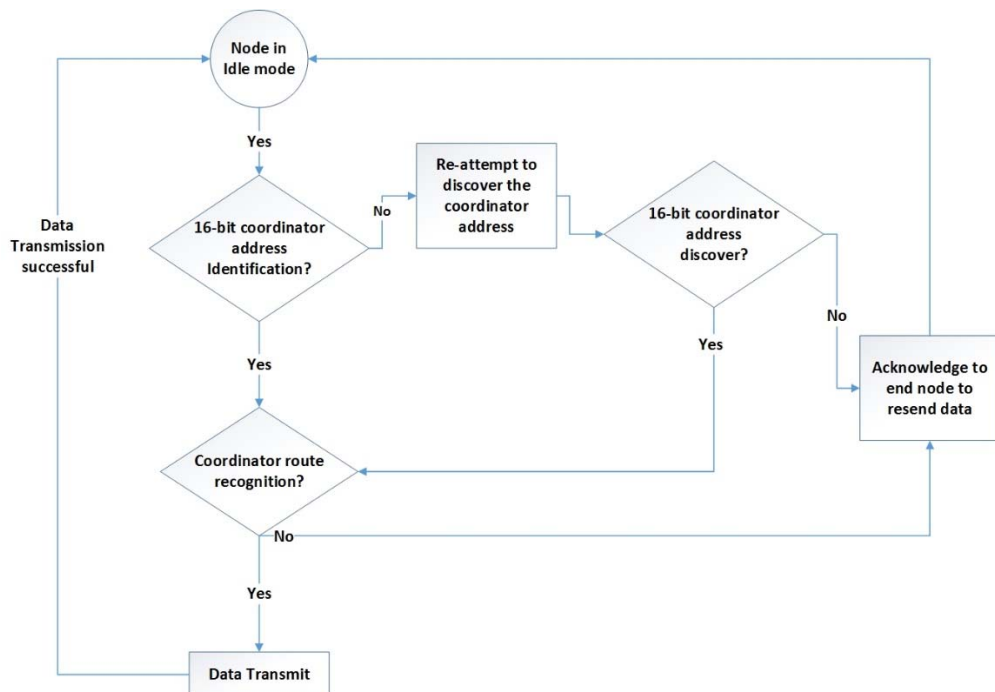 Node in
Idle mode
Yes
Re-attempt to
discover the
coordinator
address
No
16-bit coordinator
address
Identification?
16-bit coordinator
address
discover?
Data
Transmission
successful
No
Yes
Yes
Acknowledge to
end node to
resend data
Coordinator route
recognition?
No
Yes
Data Transmit